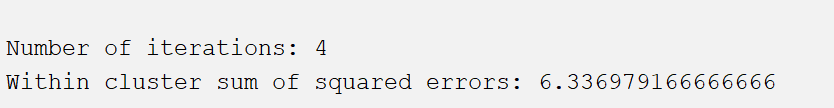 Number of iterations: 4
Within cluster sum of squared errors: 6.336979166666666